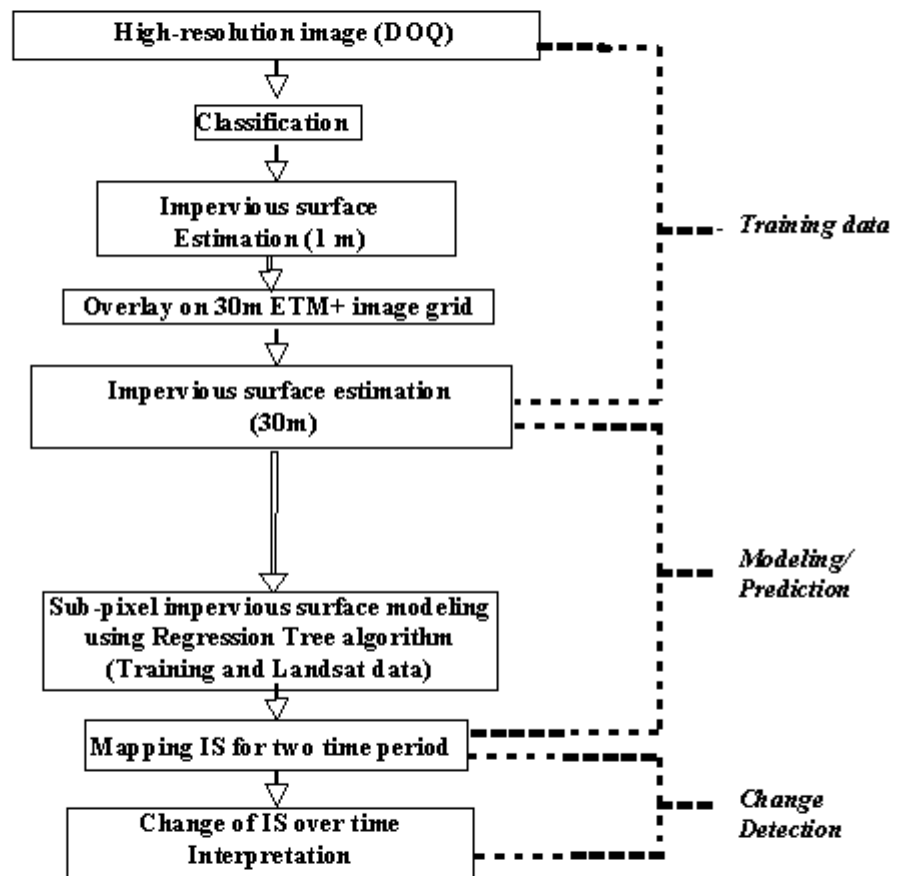 High-resolution image (DOQ)
Classification
Impervious surface
Estimation (1 m)
Training data
Overlay on 30m ETM+ image grid
Impervious surface estimation
(30m)
Modeling/
Prediction
Sub-pixel impervious surface modeling
using Regression Tree algorithm
(Training and Landsat data)
Mapping IS for two time period
Change of IS over time
Interpretation
Change
Detection